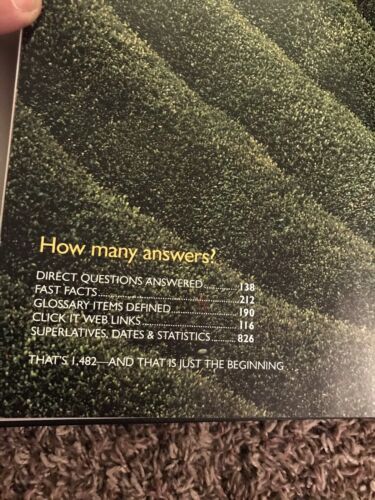 How many answers?
DIRECT QUESTIONS ANSWERED..............138
FAST FACTS..............................................212
GLOSSARY ITEMS DEFINED......................190
CLICK IT WEB LINKS................................116
SUPERLATIVES, DATES & STATISTICS.........826
THAT'S 1,482—AND THAT IS JUST THE BEGINNING